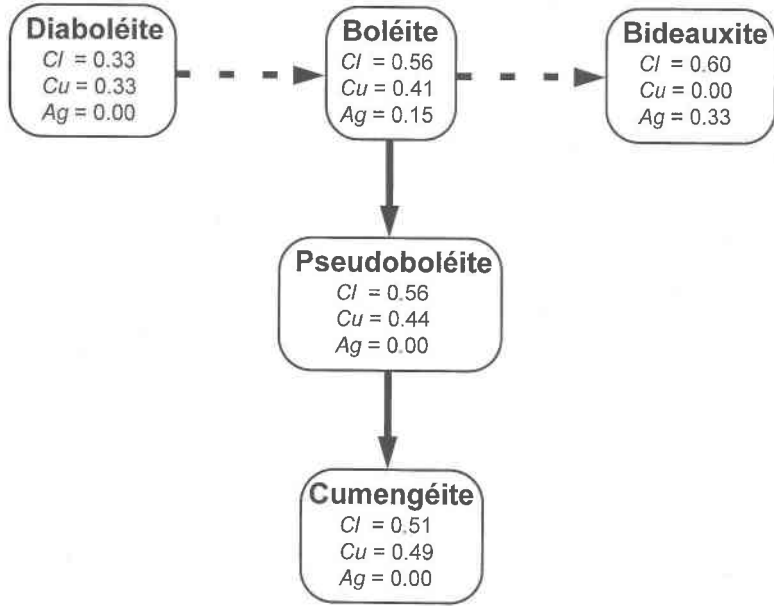 Diaboléite
Cl = 0.33
Cu = 0.33
Ag = 0.00
Boléite
Cl = 0.56
Cu = 0.41
Ag = 0.15
Bideauxite
Cl = 0.60
Cu = 0.00
Ag = 0.33
Pseudoboléite
Cl = 0.56
Cu = 0.44
Ag = 0.00
Cumengéite
Cl = 0.51
Cu = 0.49
Ag = 0.00